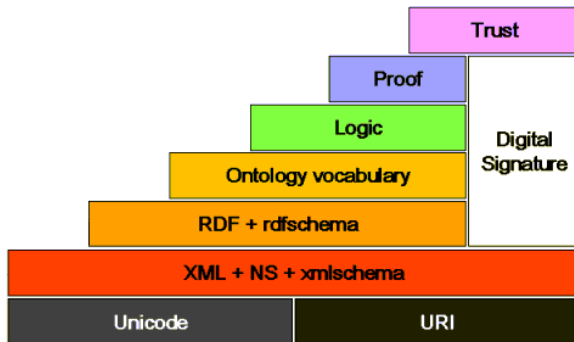 Trust
Proof
Logic
Digital
Signature
Ontology vocabulary
RDF + rdfschema
XML + NS + xmlschema
Unicode
URI